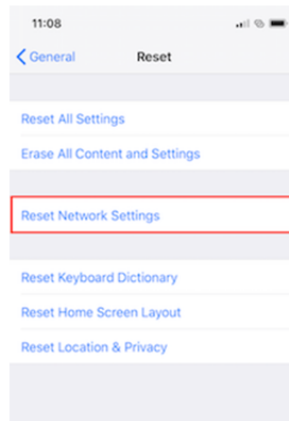 11:08
General Reset
Reset All Settings
Erase All Content and Settings
Reset Network Settings
Reset Keyboard Dictionary
Reset Home Screen Layout
Reset Location & Privacy